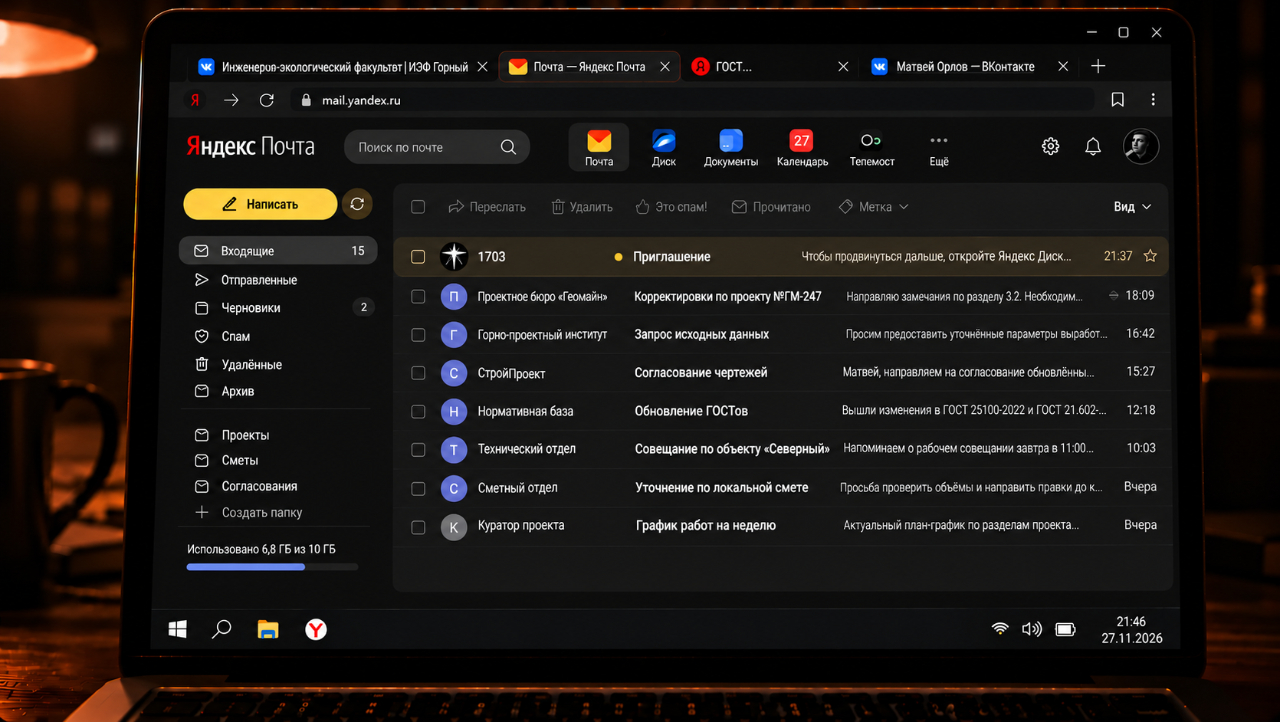 Инженеров-экологический факультет | ИЭФ Горный
Почта — Яндекс Почта
ГОСТ...
Матвей Орлов — ВКонтакте
mail.yandex.ru
Яндекс Почта
Поиск по почте
Почта
Диск
Документы
27
Календарь
Телемост
Ещё
Написать
Переслать
Удалить
Это спам!
Прочитано
Метка
Вид
Входящие 15
Отправленные
Черновики 2
Спам
Удалённые
Архив
Проекты
Сметы
Согласования
Создать папку
Использовано 6,8 ГБ из 10 ГБ
1703 Приглашение Чтобы продвинуться дальше, откройте Яндекс Диск... 21:37
П Проектное бюро «Геомайн» Корректировки по проекту №ГМ-247 Направляю замечания по разделу 3.2. Необходим... 18:09
Г Горно-проектный институт Запрос исходных данных Просим предоставить уточнённые параметры выработ... 16:42
С СтройПроект Согласование чертежей Матвей, направляем на согласование обновлённы... 15:27
Н Нормативная база Обновление ГОСТов Вышли изменения в ГОСТ 25100-2022 и ГОСТ 21.602-... 12:18
Т Технический отдел Совещание по объекту «Северный» Напоминаем о рабочем совещании завтра в 11:00... 10:03
С Сметный отдел Уточнение по локальной смете Просьба проверить объёмы и направить правки до к... Вчера
К Куратор проекта График работ на неделю Актуальный план-график по разделам проекта... Вчера
21:46
27.11.2026